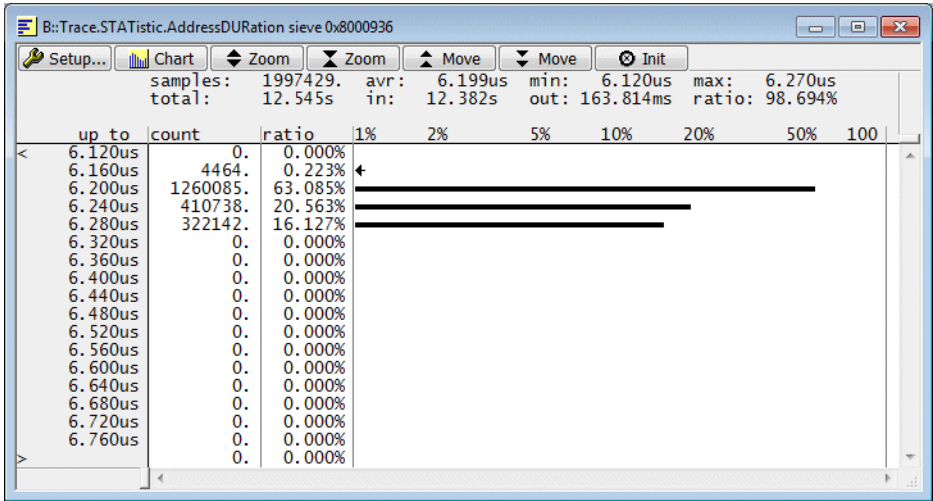 B::Trace.STATistic.AddressDURation sieve 0x8000936
Setup... Chart Zoom Zoom Move Move Init
samples: 1997429. avr: 6.199us min: 6.120us max: 6.270us
total: 12.545s in: 12.382s out: 163.814ms ratio: 98.694%
up to count ratio 1% 2% 5% 10% 20% 50% 100
< 6.120us 0. 0.000%
6.160us 4464. 0.223%
6.200us 1260085. 63.085%
6.240us 410738. 20.563%
6.280us 322142. 16.127%
6.320us 0. 0.000%
6.360us 0. 0.000%
6.400us 0. 0.000%
6.440us 0. 0.000%
6.480us 0. 0.000%
6.520us 0. 0.000%
6.560us 0. 0.000%
6.600us 0. 0.000%
6.640us 0. 0.000%
6.680us 0. 0.000%
6.720us 0. 0.000%
6.760us 0. 0.000%
> 0. 0.000%